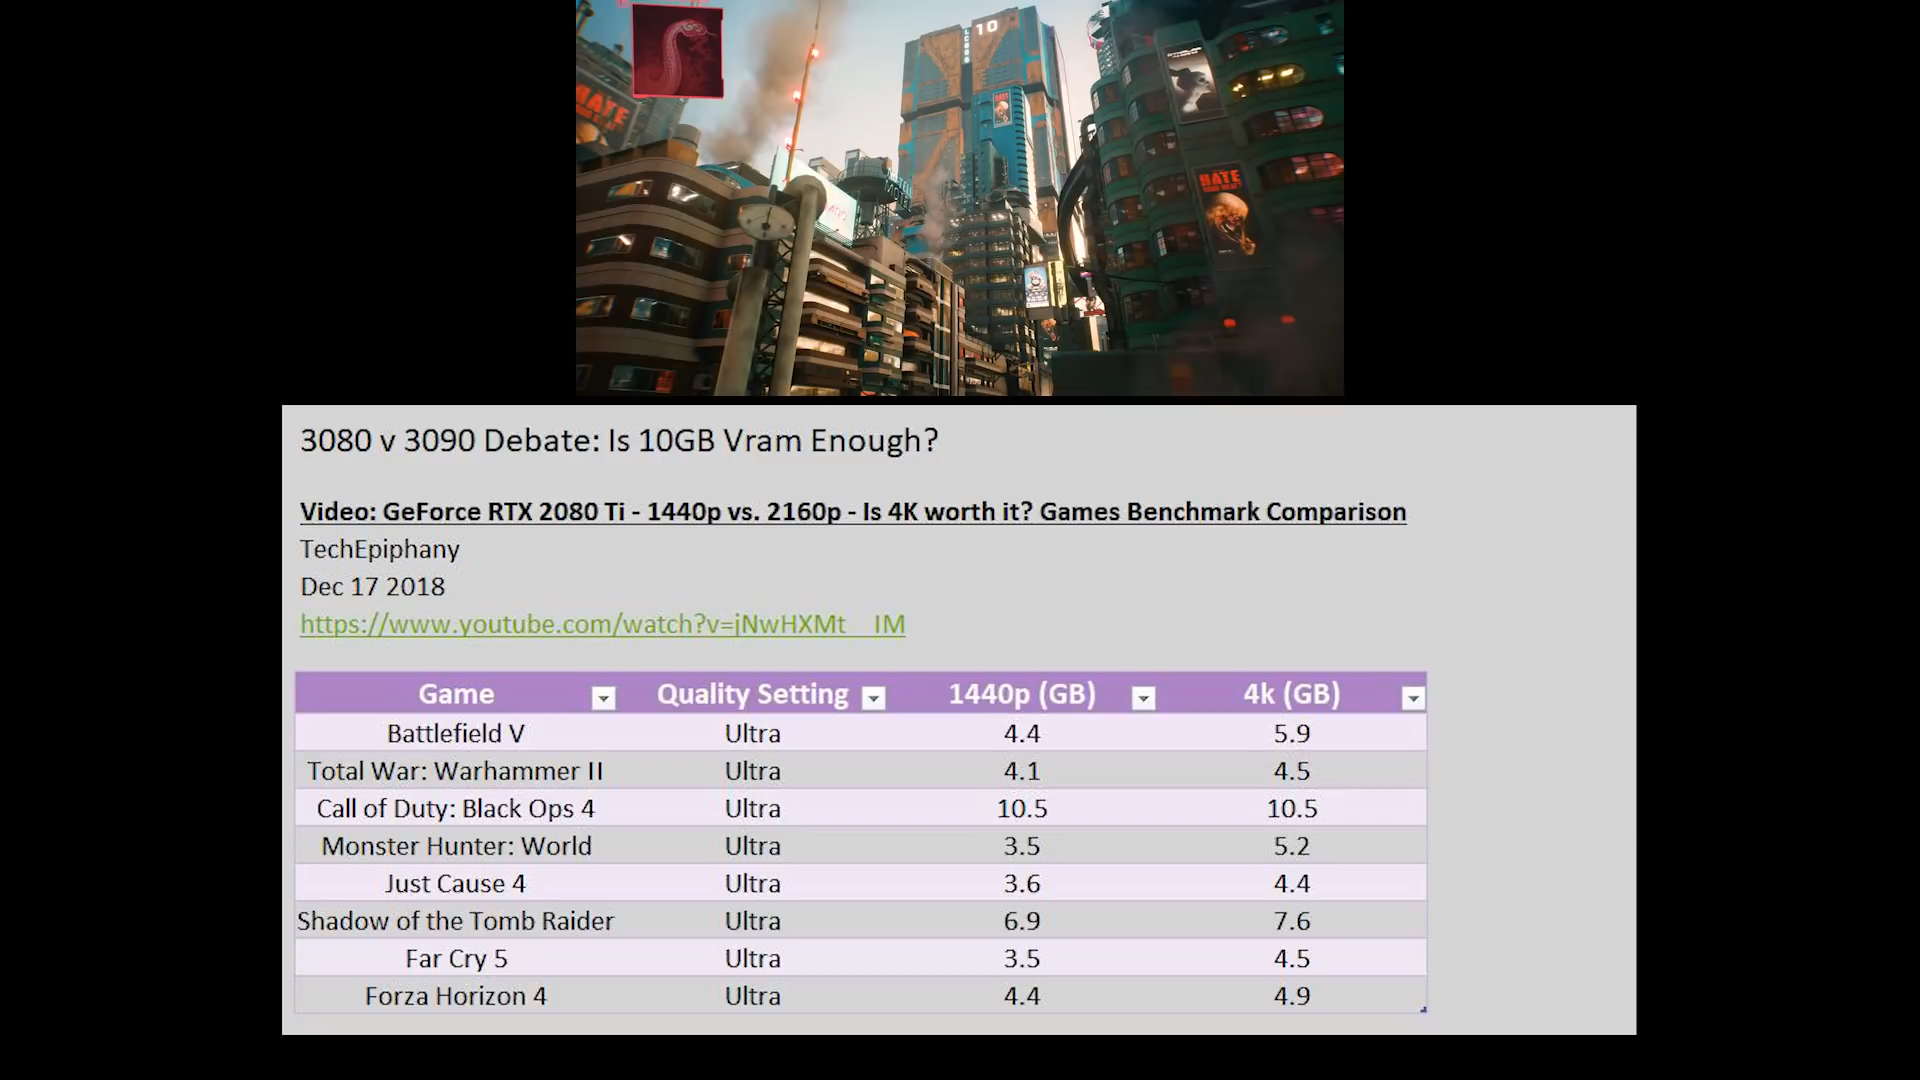 10
HATE
HATE
3080 v 3090 Debate: Is 10GB Vram Enough?
Video: GeForce RTX 2080 Ti - 1440p vs. 2160p - Is 4K worth it? Games Benchmark Comparison
TechEpiphany
Dec 17 2018
https://www.youtube.com/watch?v=jNwHXMt__IM
Game Quality Setting 1440p (GB) 4k (GB)
Battlefield V Ultra 4.4 5.9
Total War: Warhammer II Ultra 4.1 4.5
Call of Duty: Black Ops 4 Ultra 10.5 10.5
Monster Hunter: World Ultra 3.5 5.2
Just Cause 4 Ultra 3.6 4.4
Shadow of the Tomb Raider Ultra 6.9 7.6
Far Cry 5 Ultra 3.5 4.5
Forza Horizon 4 Ultra 4.4 4.9